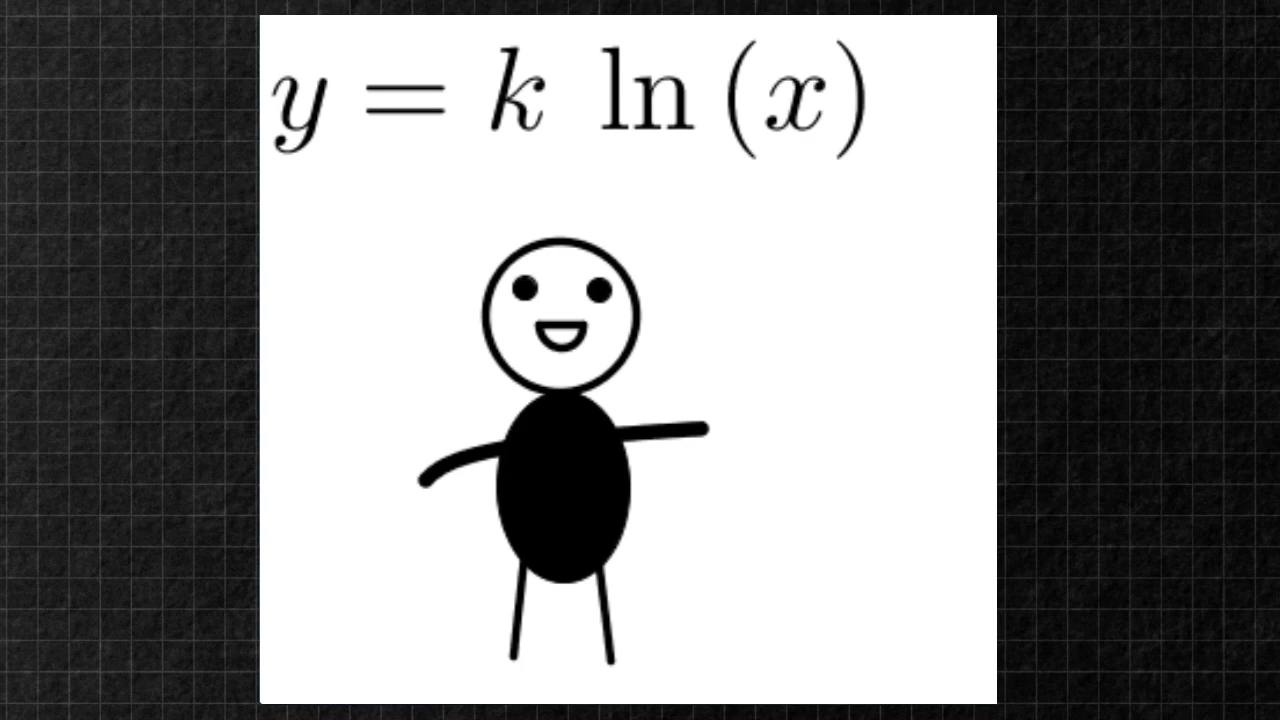 y = k ln (x)